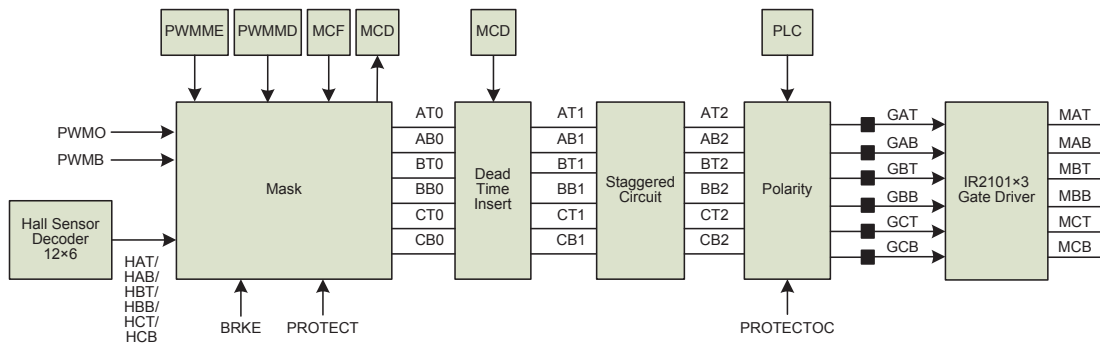 PWMME
PWMMD
MCF
MCD
MCD
PLC
PWMO
PWMB
Mask
Hall Sensor
Decoder
12×6
HAT/
HAB/
HBT/
HBB/
HCT/
HCB
BRKE
PROTECT
AT0
AB0
BT0
BB0
CT0
CB0
Dead
Time
Insert
AT1
AB1
BT1
BB1
CT1
CB1
Staggered
Circuit
AT2
AB2
BT2
BB2
CT2
CB2
Polarity
PROTECTOC
GAT
GAB
GBT
GBB
GCT
GCB
IR2101×3
Gate Driver
MAT
MAB
MBT
MBB
MCT
MCB